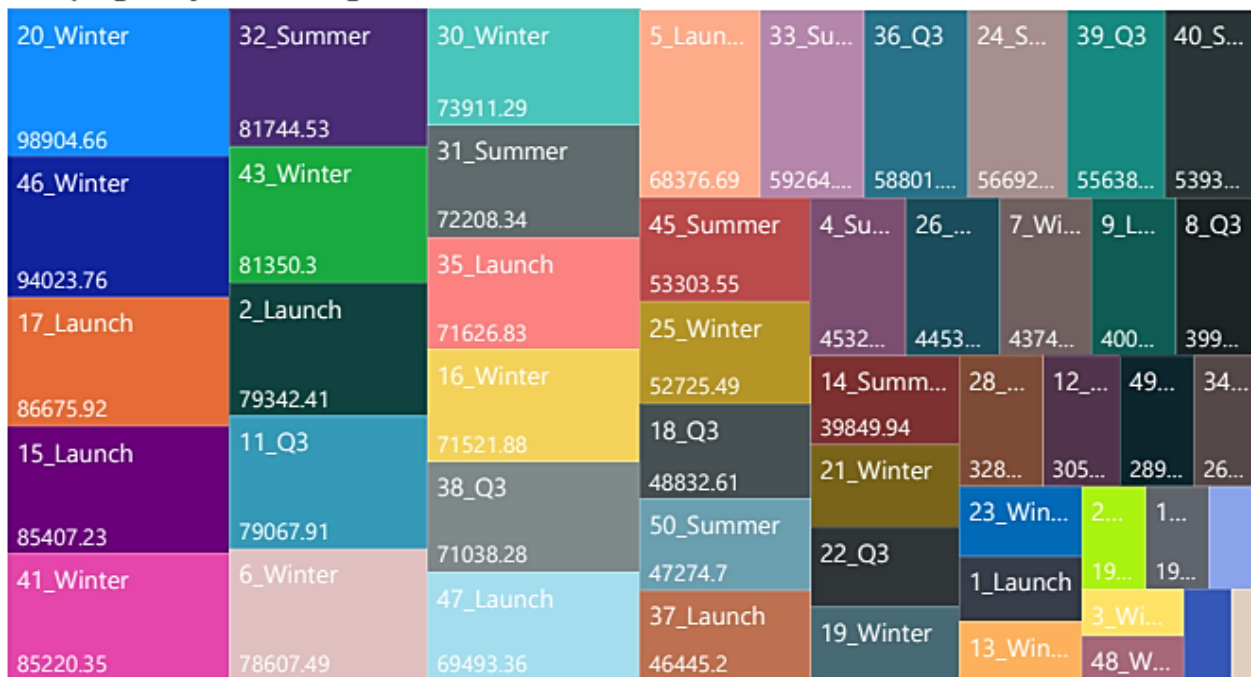 20_Winter
98904.66
46_Winter
94023.76
17_Launch
86675.92
15_Launch
85407.23
41_Winter
85220.35
32_Summer
81744.53
43_Winter
81350.3
2_Launch
79342.41
11_Q3
79067.91
6_Winter
78607.49
30_Winter
73911.29
31_Summer
72208.34
35_Launch
71626.83
16_Winter
71521.88
38_Q3
71038.28
47_Launch
69493.36
5_Laun...
68376.69
33_Su...
59264....
36_Q3
58801....
24_S...
56692...
39_Q3
55638...
40_S...
5393...
45_Summer
53303.55
25_Winter
52725.49
18_Q3
48832.61
50_Summer
47274.7
37_Launch
46445.2
4_Su...
4532...
26_...
4453...
7_Wi...
4374...
9_L...
400...
8_Q3
399...
14_Summ...
39849.94
21_Winter
22_Q3
19_Winter
28_...
328...
12_...
305...
49...
289...
34...
26...
23_Win...
1_Launch
13_Win...
2...
19...
1...
19...
3_Wi...
48_W...